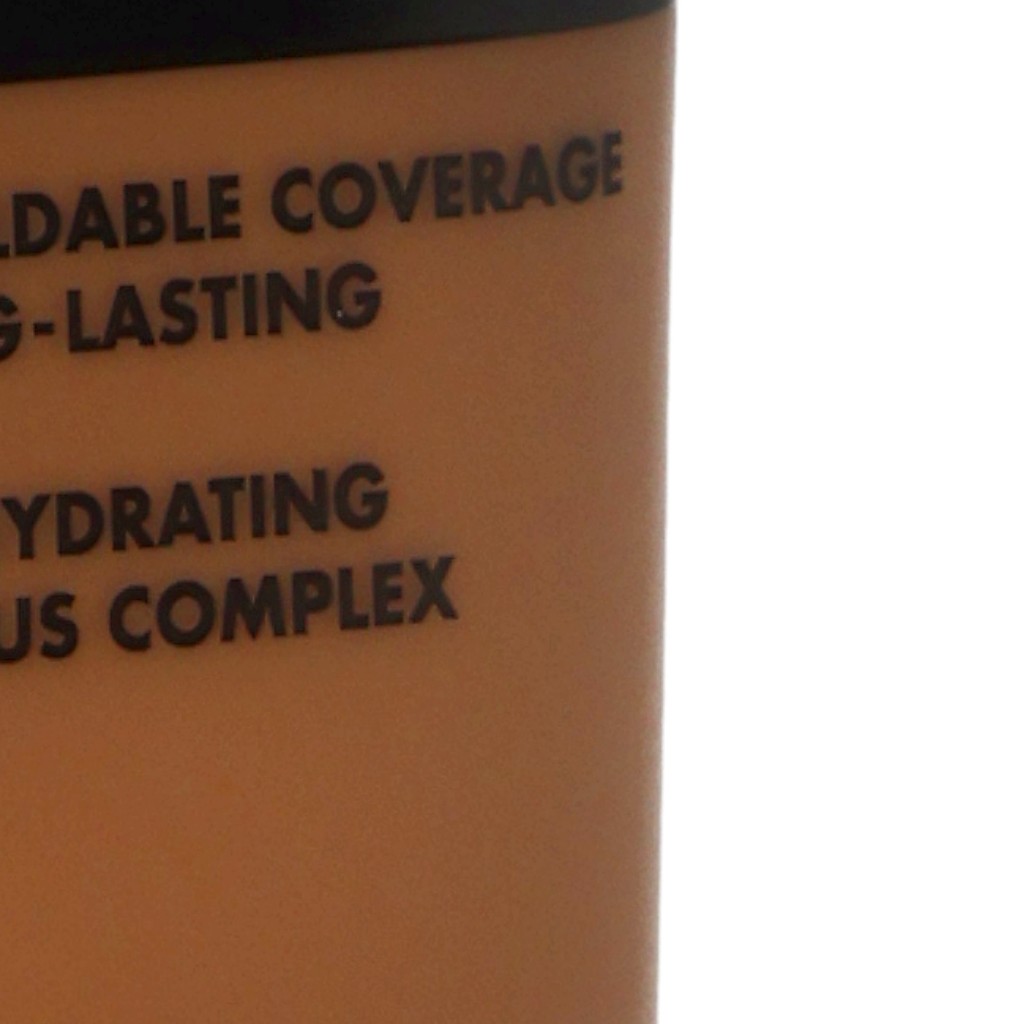 LDABLE COVERAGE
G-LASTING
YDRATING
US COMPLEX